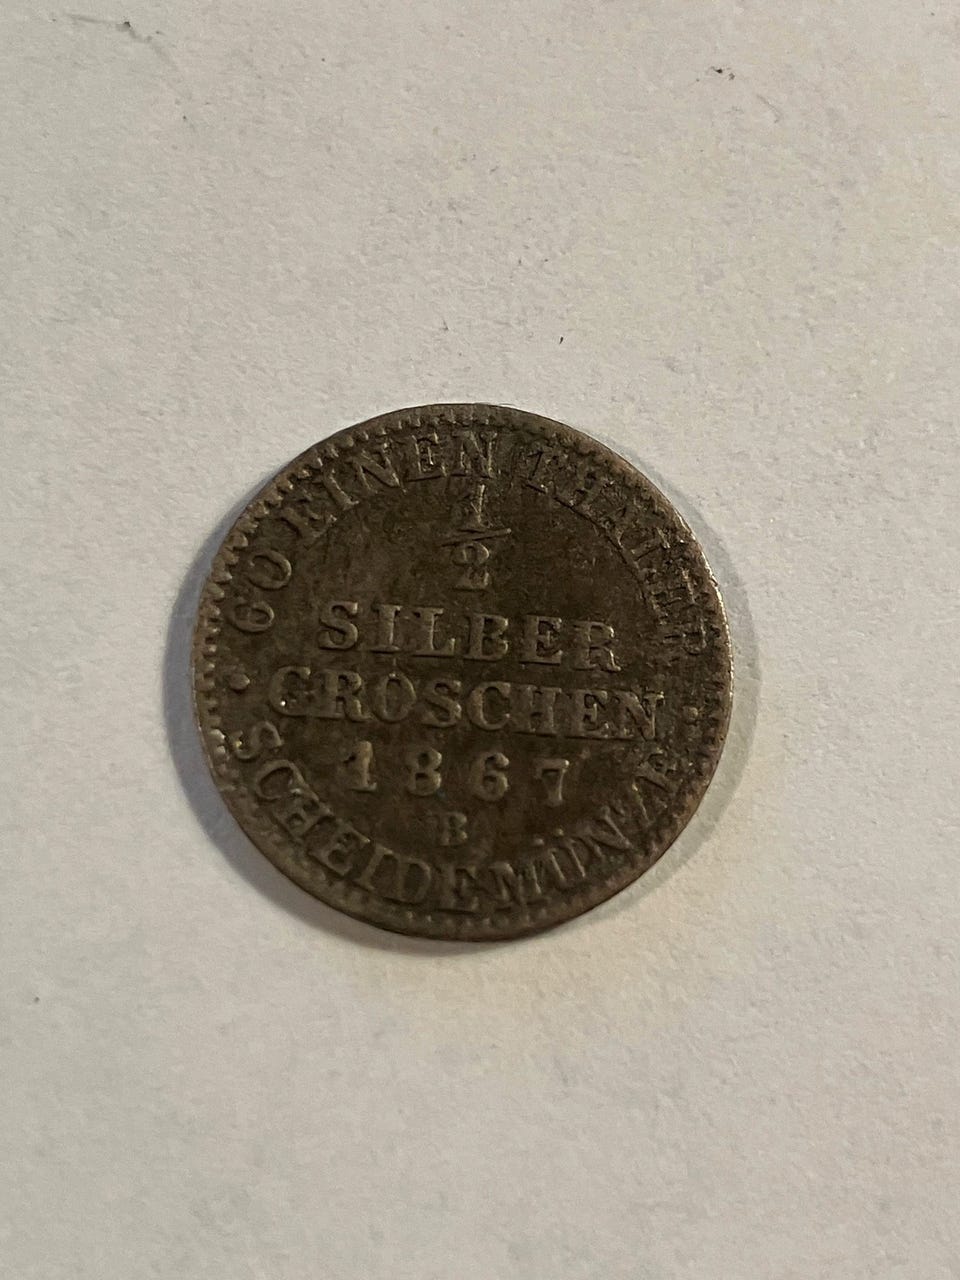 60 EINEN THALER
1/2
SILBER
GROSCHEN
1867
B
SCHEIDEMÜNZE